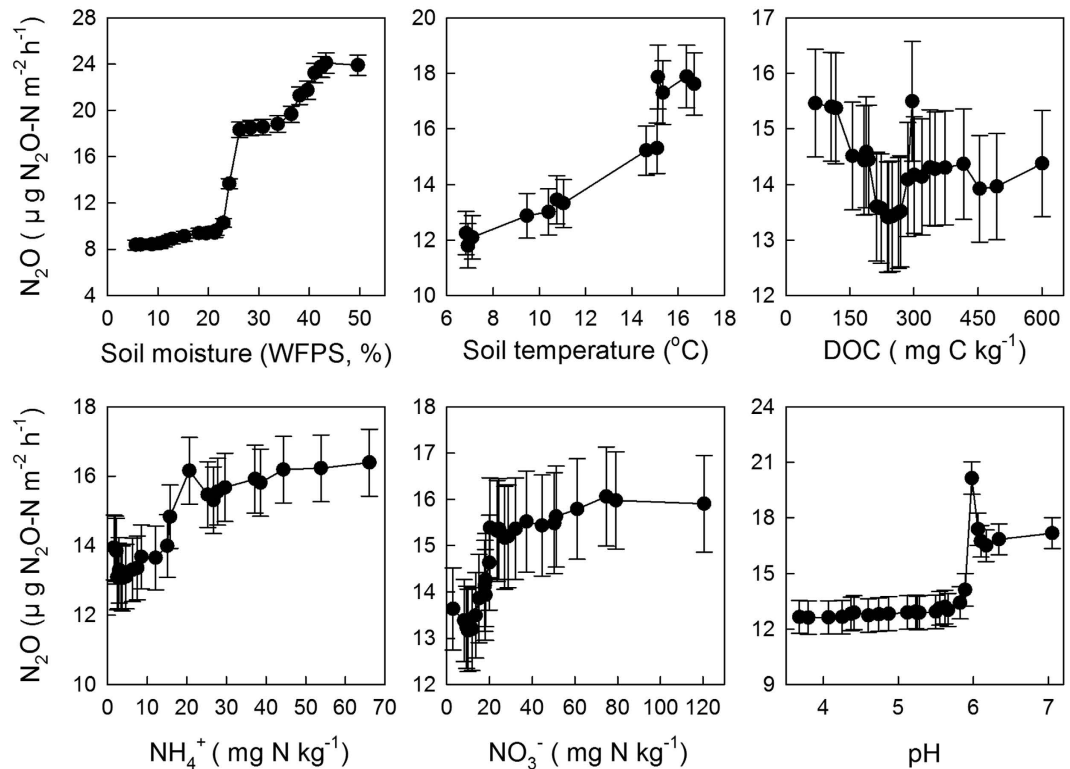 N₂O ( µ g N₂O-N m⁻² h⁻¹)
28
24
20
16
12
8
4
0 10 20 30 40 50
Soil moisture (WFPS, %)
20
18
16
14
12
10
6 8 10 12 14 16 18
Soil temperature (°C)
17
16
15
14
13
12
0 150 300 450 600
DOC ( mg C kg⁻¹)
N₂O (µ g N₂O-N m⁻² h⁻¹)
18
16
14
12
10
0 10 20 30 40 50 60 70
NH₄⁺ ( mg N kg⁻¹)
18
17
16
15
14
13
12
0 20 40 60 80 100 120
NO₃⁻ ( mg N kg⁻¹)
24
21
18
15
12
9
4 5 6 7
pH